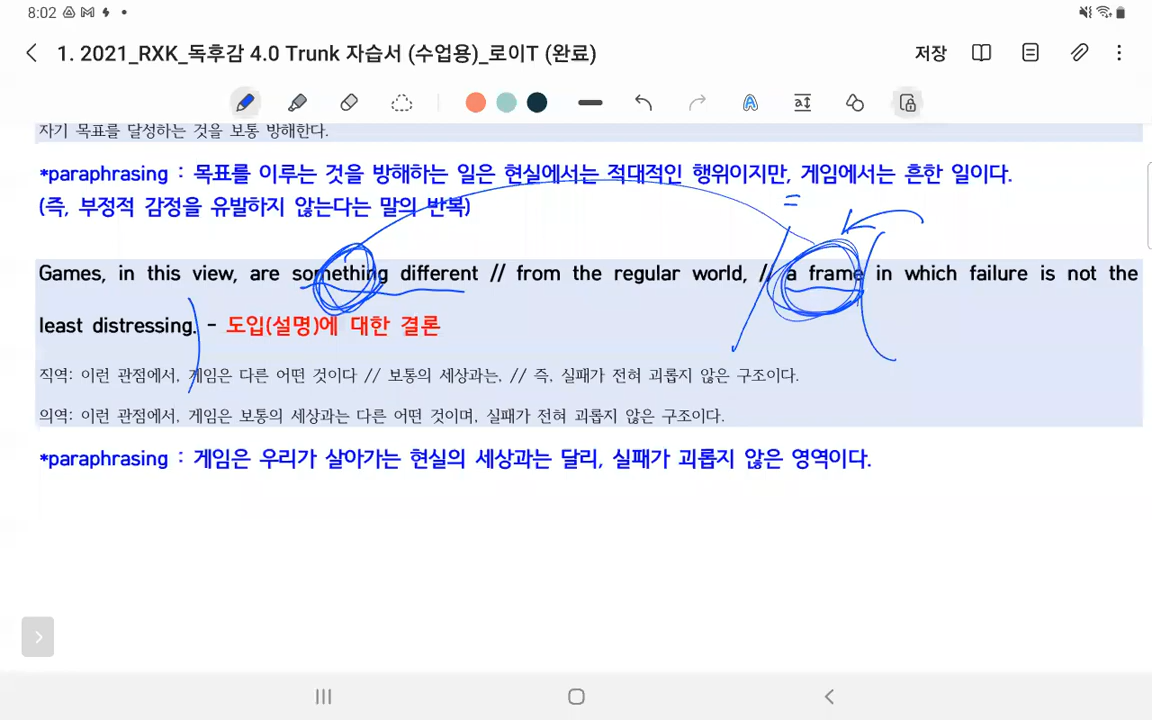 8:02
1. 2021_RXK_독후감 4.0 Trunk 자습서 (수업용)_로이T (완료)
저장
자기 목표를 달성하는 것을 보통 방해한다.
*paraphrasing : 목표를 이루는 것을 방해하는 일은 현실에서는 적대적인 행위이지만, 게임에서는 흔한 일이다.
(즉, 부정적 감정을 유발하지 않는다는 말의 반복)
=
Games, in this view, are something different // from the regular world, // a frame in which failure is not the
least distressing. - 도입(설명)에 대한 결론
직역: 이런 관점에서, 게임은 다른 어떤 것이다 // 보통의 세상과는, // 즉, 실패가 전혀 괴롭지 않은 구조이다.
의역: 이런 관점에서, 게임은 보통의 세상과는 다른 어떤 것이며, 실패가 전혀 괴롭지 않은 구조이다.
*paraphrasing : 게임은 우리가 살아가는 현실의 세상과는 달리, 실패가 괴롭지 않은 영역이다.